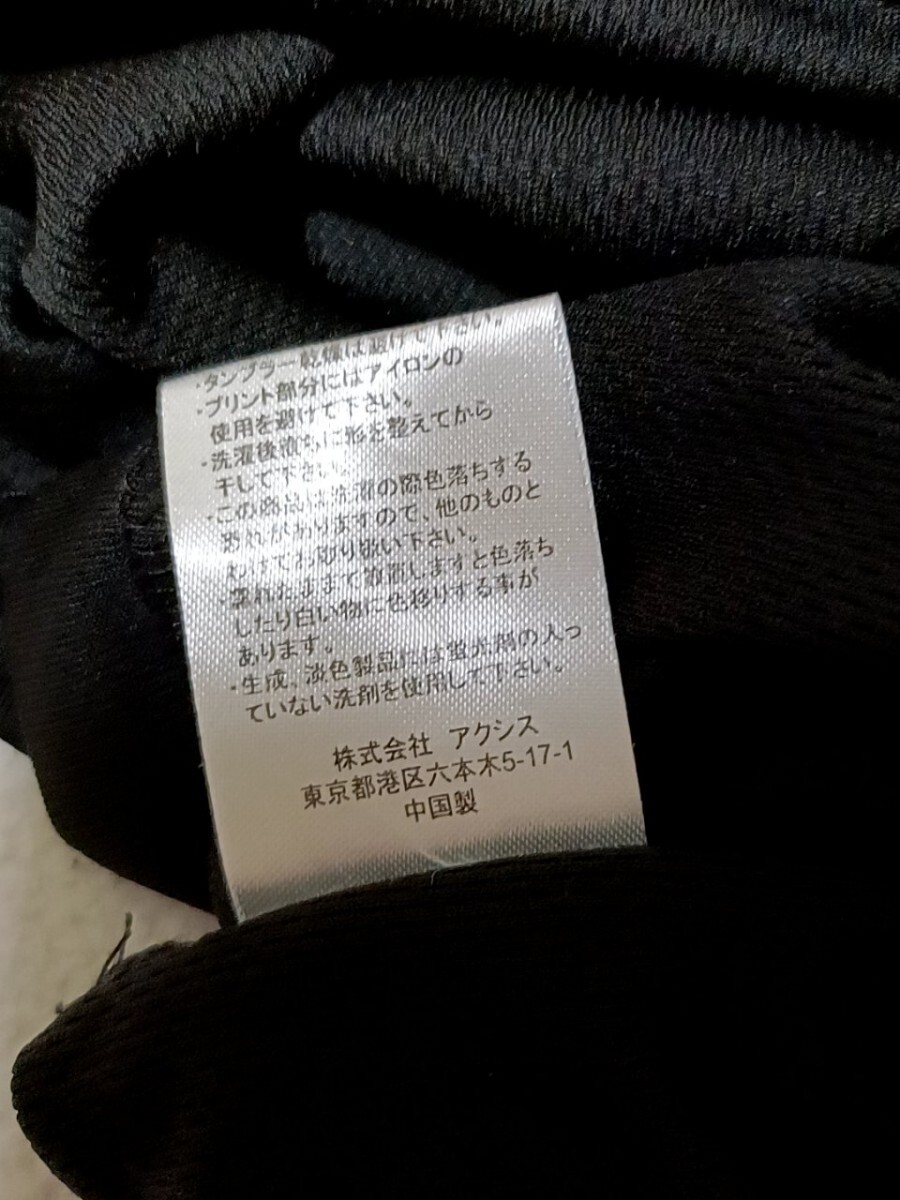 ・タンブラー乾燥は避けて下さい。
・プリント部分にはアイロンの
使用を避けて下さい。
・洗濯後直ちに形を整えてから
干して下さい。
・この商品は洗濯の際色落ちする
恐れがありますので、他のものと
わけてお取り扱い下さい。
・濡れたままで放置しますと色落ち
したり白い物に色移りする事が
あります。
・生成、淡色製品には蛍光剤の入っ
ていない洗剤を使用して下さい。
株式会社 アクシス
東京都港区六本木5-17-1
中国製